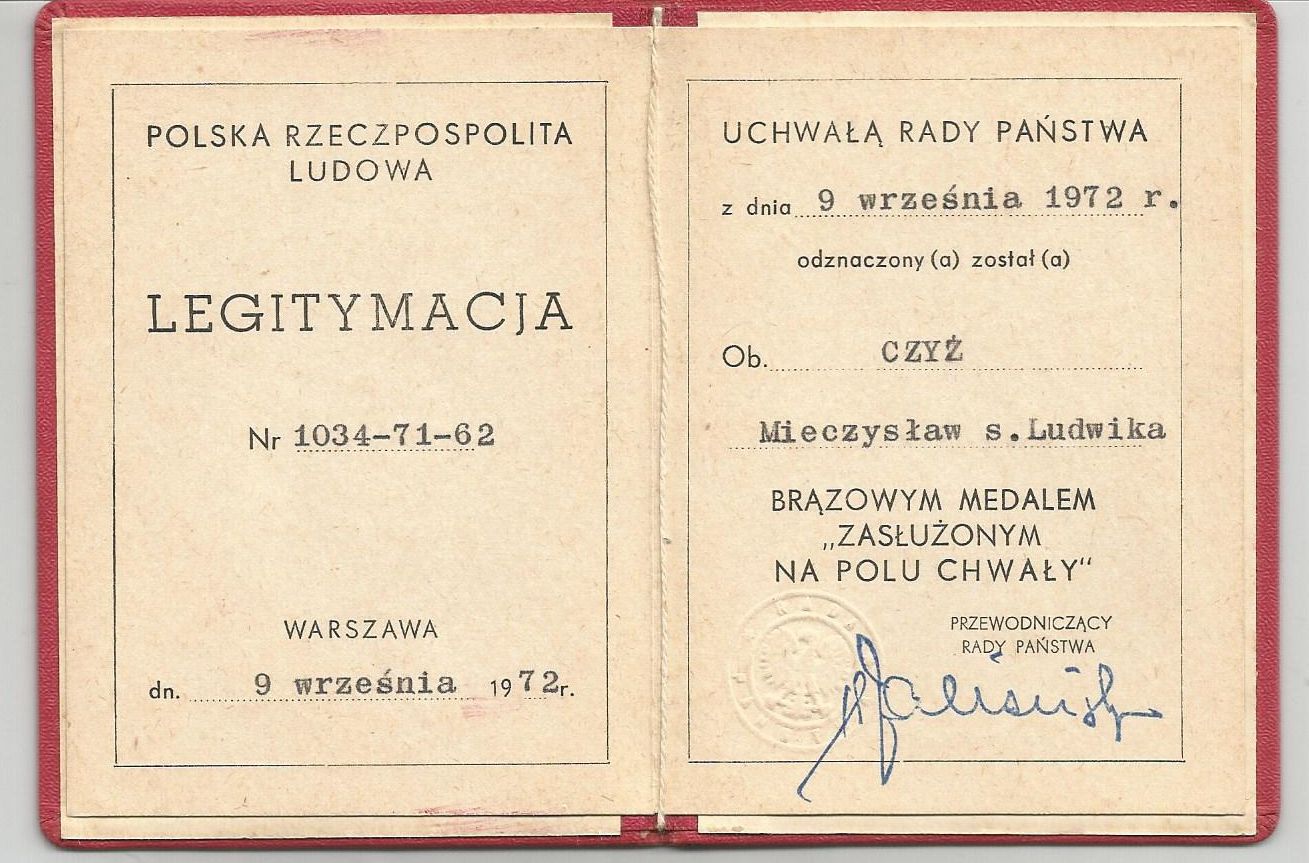 POLSKA RZECZPOSPOLITA
LUDOWA
LEGITYMACJA
Nr 1034-71-62
WARSZAWA
dn. 9 września 1972r.
UCHWAŁĄ RADY PAŃSTWA
z dnia 9 września 1972 r.
odznaczony (a) został (a)
Ob. CZYŻ
Mieczysław s.Ludwika
BRĄZOWYM MEDALEM
„ZASŁUŻONYM
NA POLU CHWAŁY"
PRZEWODNICZĄCY
RADY PAŃSTWA